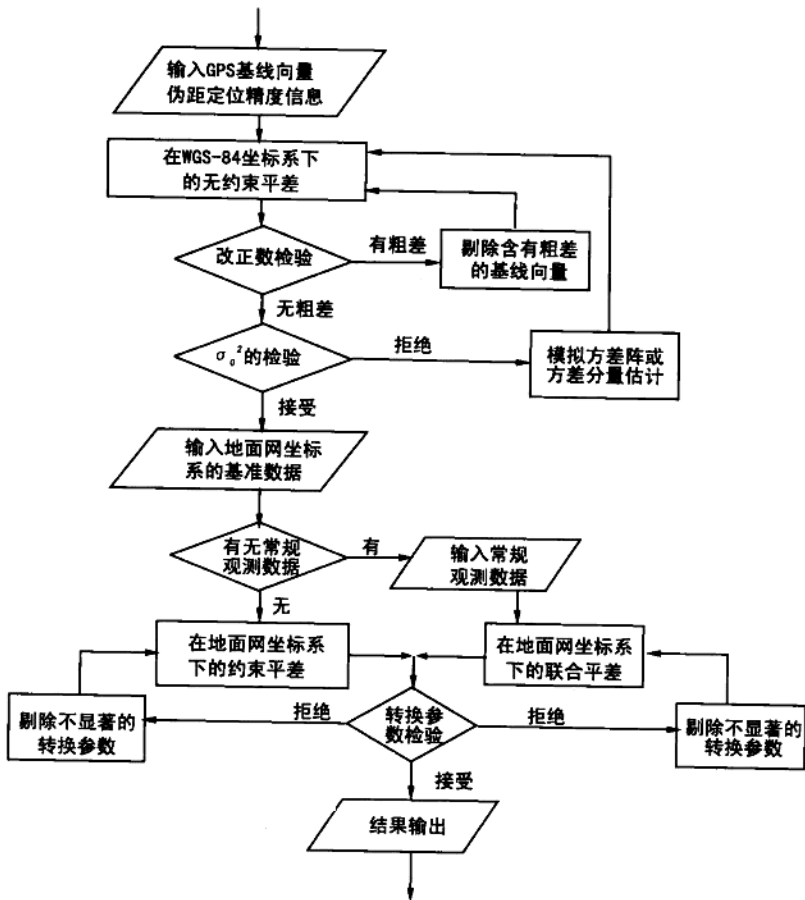 输入GPS基线向量
伪距定位精度信息
在WGS-84坐标系下
的无约束平差
改正数检验
有粗差
剔除含有粗差
的基线向量
无粗差
σ₀²的检验
拒绝
模拟方差阵或
方差分量估计
接受
输入地面网坐标
系的基准数据
有无常规
观测数据
有
输入常规
观测数据
无
在地面网坐标系
下的约束平差
在地面网坐标系
下的联合平差
剔除不显著的
转换参数
拒绝
转换参
数检验
拒绝
剔除不显著的
转换参数
接受
结果输出